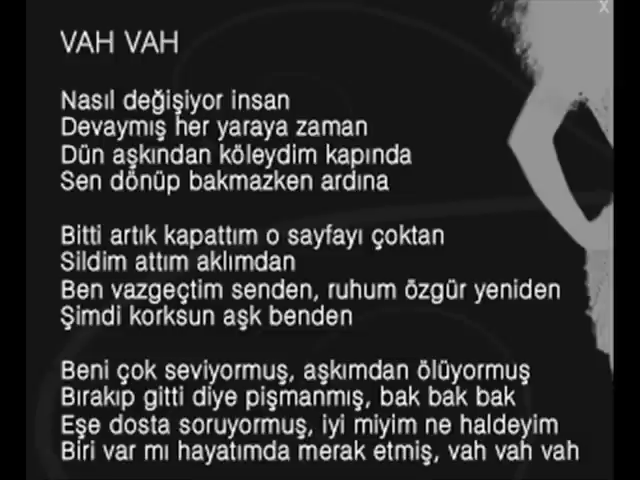 X
VAH VAH
Nasıl değişiyor insan
Devaymış her yaraya zaman
Dün aşkından köleydim kapında
Sen dönüp bakmazken ardına
Bitti artık kapattım o sayfayı çoktan
Sildim attım aklımdan
Ben vazgeçtim senden, ruhum özgür yeniden
Şimdi korksun aşk benden
Beni çok seviyormuş, aşkımdan ölüyormuş
Bırakıp gitti diye pişmanmış, bak bak bak
Eşe dosta soruyormuş, iyi miyim ne haldeyim
Biri var mı hayatımda merak etmiş, vah vah vah